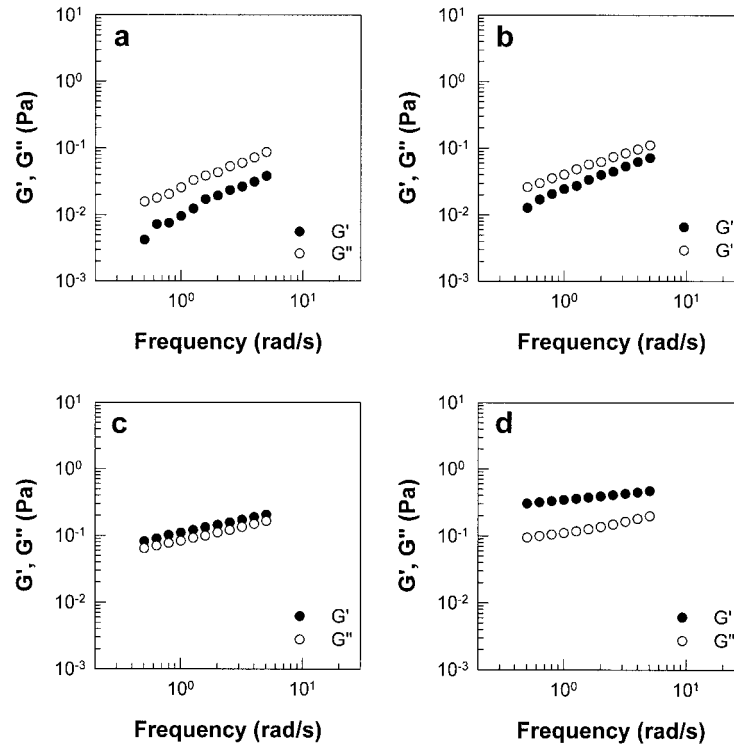 a
G', G" (Pa)
10¹
10⁰
10⁻¹
10⁻²
10⁻³
G'
G"
10⁰ 10¹
Frequency (rad/s)
b
G', G" (Pa)
10¹
10⁰
10⁻¹
10⁻²
10⁻³
G'
G'
10⁰ 10¹
Frequency (rad/s)
c
G', G" (Pa)
10¹
10⁰
10⁻¹
10⁻²
10⁻³
G'
G"
10⁰ 10¹
Frequency (rad/s)
d
G', G" (Pa)
10¹
10⁰
10⁻¹
10⁻²
10⁻³
G'
G"
10⁰ 10¹
Frequency (rad/s)